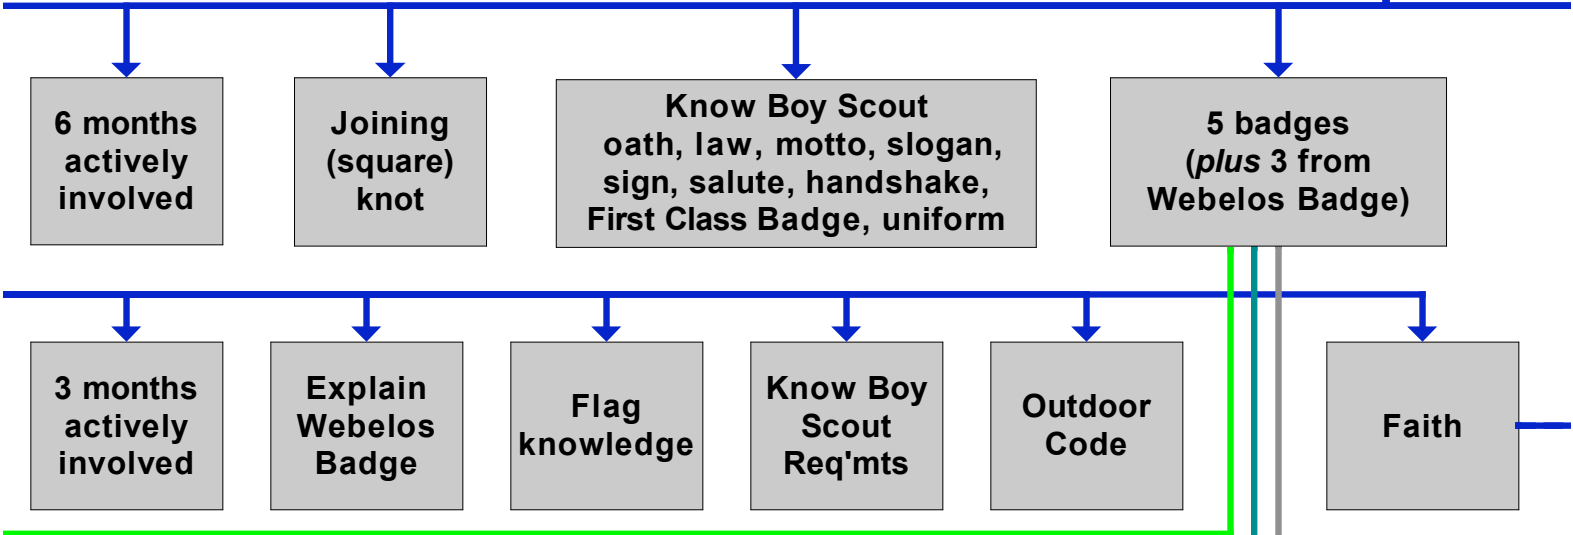 6 months
actively
involved
Joining
(square)
knot
Know Boy Scout
oath, law, motto, slogan,
sign, salute, handshake,
First Class Badge, uniform
5 badges
(plus 3 from
Webelos Badge)
3 months
actively
involved
Explain
Webelos
Badge
Flag
knowledge
Know Boy
Scout
Req'mts
Outdoor
Code
Faith